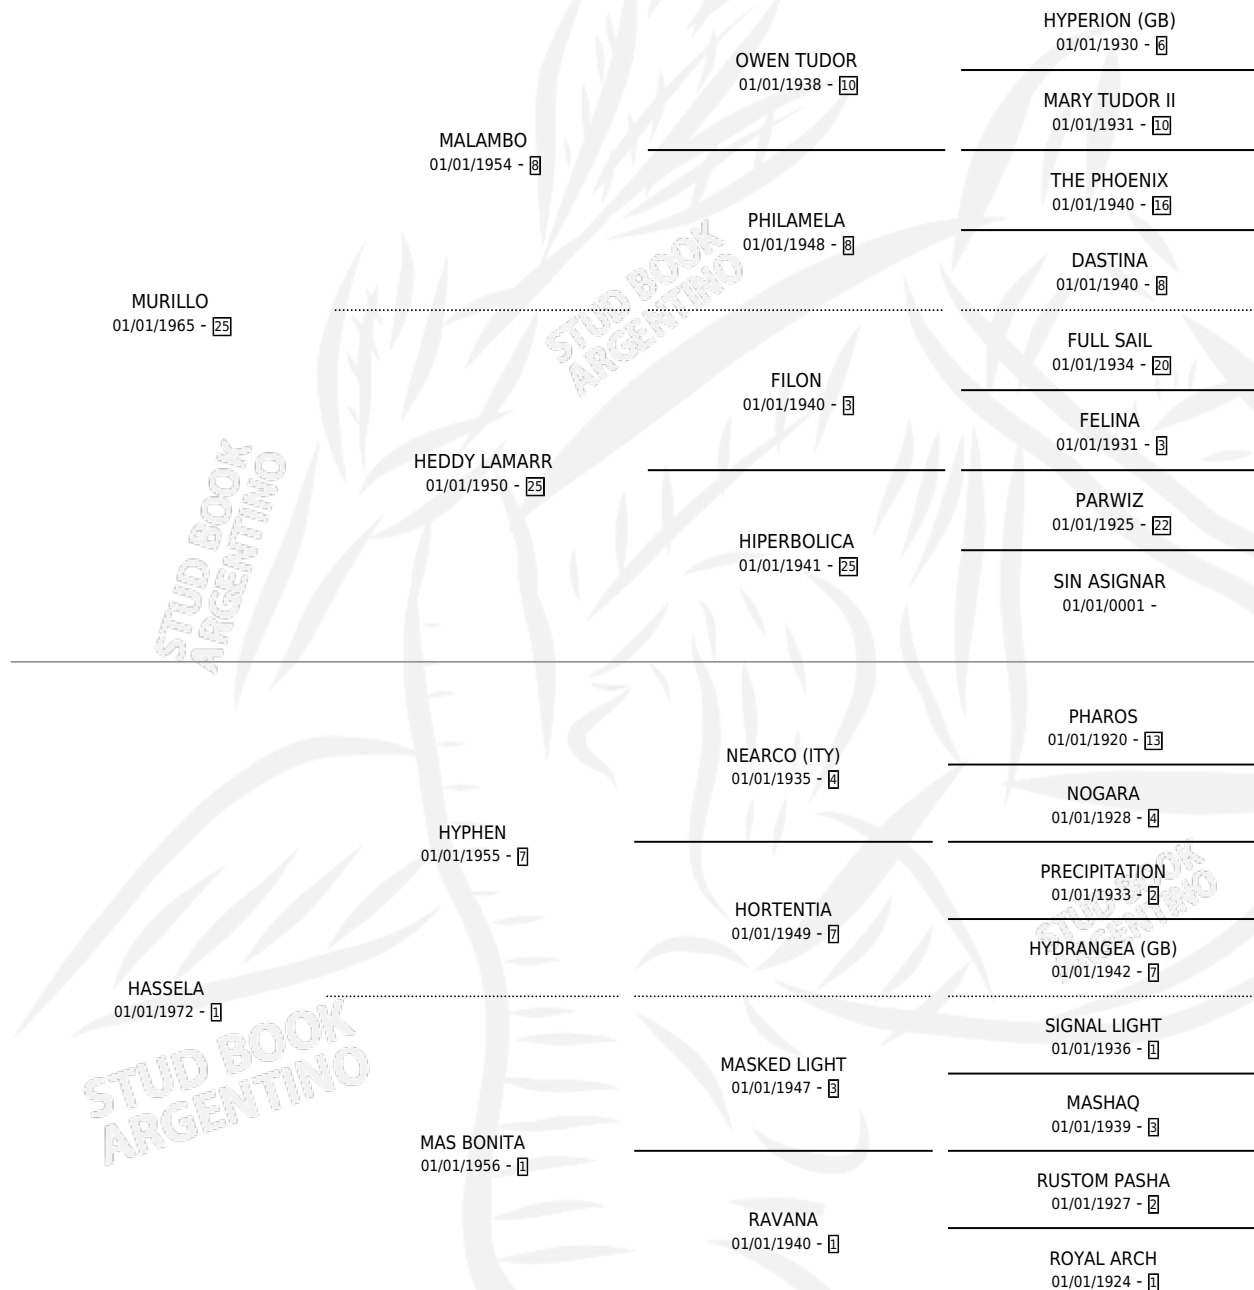 HYPERION (GB)
01/01/1930 - 6
OWEN TUDOR
01/01/1938 - 10
MARY TUDOR II
01/01/1931 - 10
MALAMBO
01/01/1954 - 8
THE PHOENIX
01/01/1940 - 16
PHILAMELA
01/01/1948 - 8
DASTINA
01/01/1940 - 8
MURILLO
01/01/1965 - 25
STUD BOOK
ARGENTINO
FULL SAIL
01/01/1934 - 20
FILON
01/01/1940 - 3
FELINA
01/01/1931 - 3
HEDDY LAMARR
01/01/1950 - 25
PARWIZ
01/01/1925 - 22
HIPERBOLICA
01/01/1941 - 25
SIN ASIGNAR
01/01/0001 -
STUD BOOK
ARGENTINO
PHAROS
01/01/1920 - 13
NEARCO (ITY)
01/01/1935 - 4
NOGARA
01/01/1928 - 4
HYPHEN
01/01/1955 - 7
PRECIPITATION
01/01/1933 - 2
HORTENTIA
01/01/1949 - 7
HYDRANGEA (GB)
01/01/1942 - 7
STUD BOOK
ARGENTINO
HASSELA
01/01/1972 - 1
SIGNAL LIGHT
01/01/1936 - 1
MASKED LIGHT
01/01/1947 - 3
MASHAQ
01/01/1939 - 3
STUD BOOK
ARGENTINO
MAS BONITA
01/01/1956 - 1
RUSTOM PASHA
01/01/1927 - 2
RAVANA
01/01/1940 - 1
ROYAL ARCH
01/01/1924 - 1